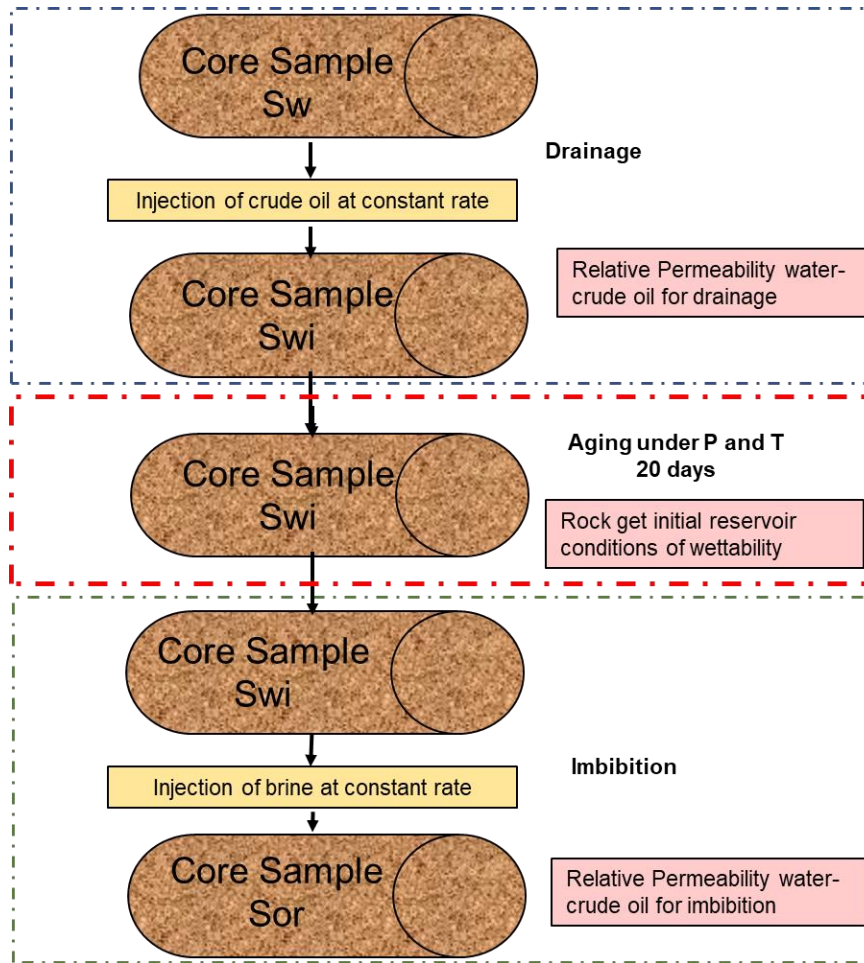 Core Sample
Sw
Drainage
Injection of crude oil at constant rate
Core Sample
Swi
Relative Permeability water-
crude oil for drainage
Core Sample
Swi
Aging under P and T
20 days
Rock get initial reservoir
conditions of wettability
Core Sample
Swi
Injection of brine at constant rate
Imbibition
Core Sample
Sor
Relative Permeability water-
crude oil for imbibition